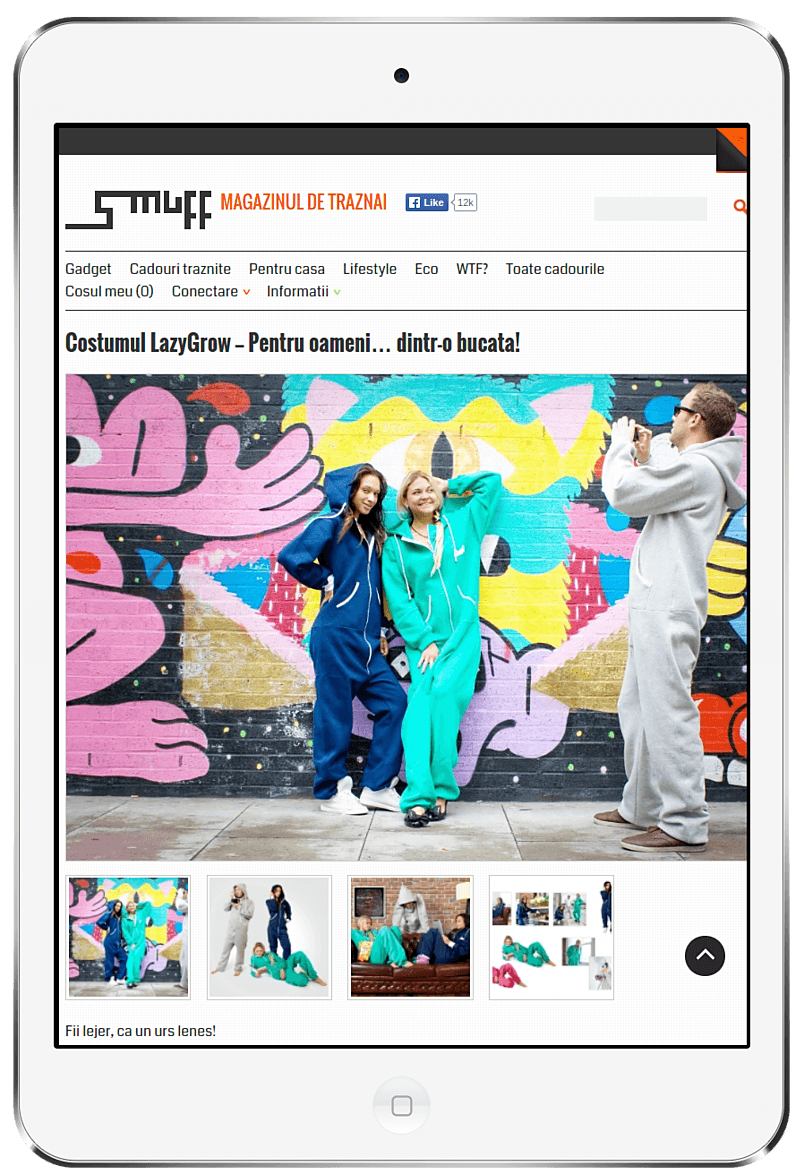 SMUFF MAGAZINUL DE TRAZNAI Like 12k
Gadget Cadouri traznite Pentru casa Lifestyle Eco WTF? Toate cadourile
Cosul meu (0) Conectare Informatii
Costumul LazyGrow – Pentru oameni… dintr-o bucata!
Fii lejer, ca un urs lenes!